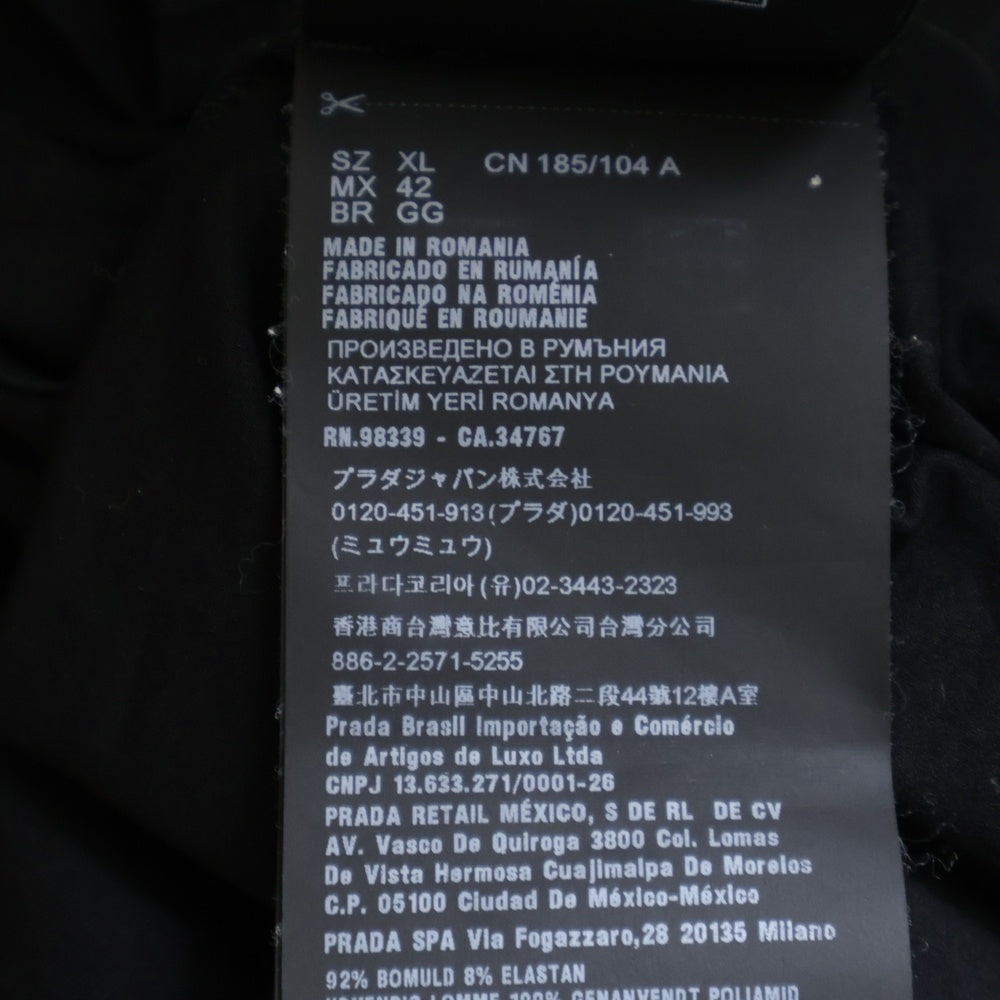 SZ XL CN 185/104 A
MX 42
BR GG
MADE IN ROMANIA
FABRICADO EN RUMANÍA
FABRICADO NA ROMÉNIA
FABRIQUÉ EN ROUMANIE
ПРОИЗВЕДЕНО В РУМЪНИЯ
ΚΑΤΑΣΚΕΥΑΖΕΤΑΙ ΣΤΗ ΡΟΥΜΑΝΙΑ
ÜRETİM YERİ ROMANYA
RN.98339 - CA.34767
プラダジャパン株式会社
0120-451-913(プラダ)0120-451-993
(ミュウミュウ)
프라다코리아(유)02-3443-2323
香港商台灣意比有限公司台灣分公司
886-2-2571-5255
臺北市中山區中山北路二段44號12樓A室
Prada Brasil Importação e Comércio
de Artigos de Luxo Ltda
CNPJ 13.633.271/0001-26
PRADA RETAIL MÉXICO, S DE RL DE CV
AV. Vasco De Quiroga 3800 Col. Lomas
De Vista Hermosa Cuajimalpa De Morelos
C.P. 05100 Ciudad De México-México
PRADA SPA Via Fogazzaro,28 20135 Milano
92% BOMULD 8% ELASTAN